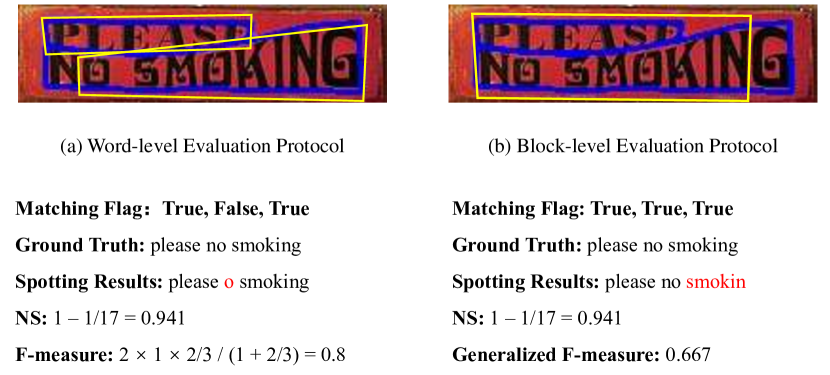 PLEASE
NO SMOKING
PLEASE
NO SMOKING
(a) Word-level Evaluation Protocol
(b) Block-level Evaluation Protocol
Matching Flag： True, False, True
Ground Truth: please no smoking
Spotting Results: please o smoking
NS: 1 – 1/17 = 0.941
F-measure: 2 × 1 × 2/3 / (1 + 2/3) = 0.8
Matching Flag: True, True, True
Ground Truth: please no smoking
Spotting Results: please no smokin
NS: 1 – 1/17 = 0.941
Generalized F-measure: 0.667